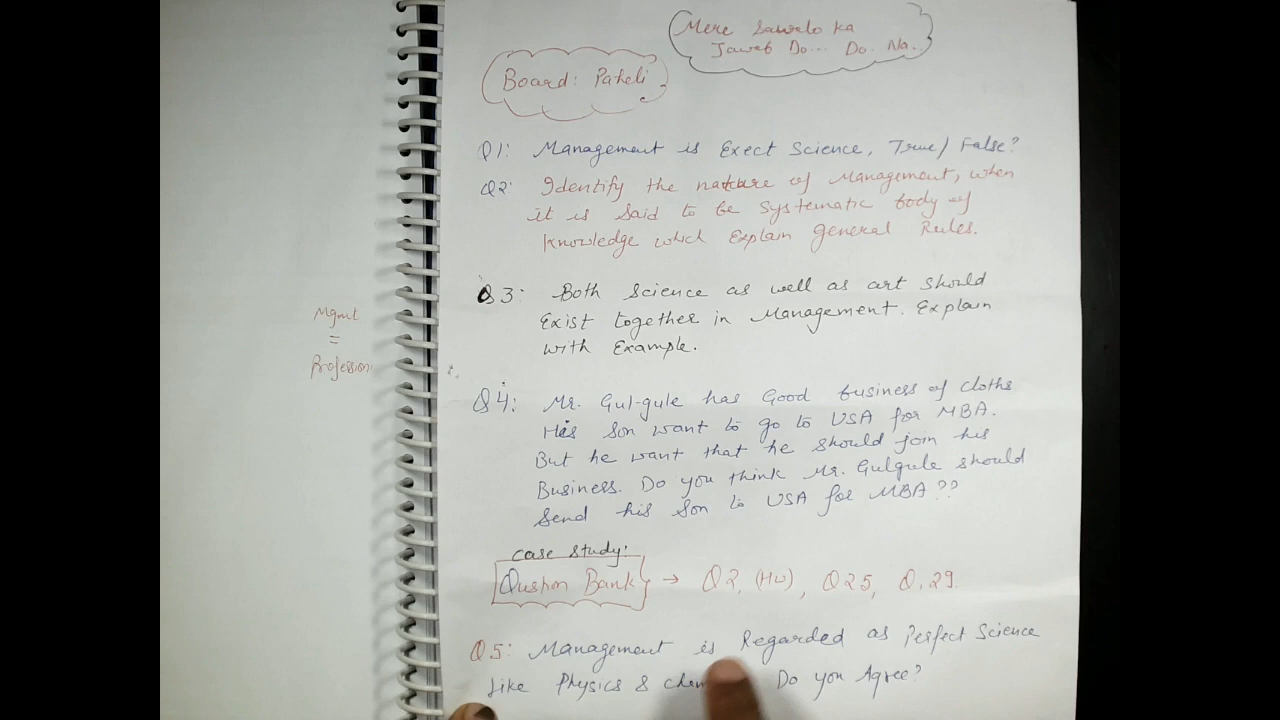 Mere Sawalo ka
Jawab Do... Do. Na..
Board: Paheli
Q1: Management is Exect Science, True/False?
Q2: Identify the nature of Management, when
it is said to be systematic body of
knowledge which Explain general Rules.
Q3: Both Science as well as art should
Exist together in Management. Explain
with Example.
Mgmt
=
Profession
Q4: Mr. Gul-gule has Good business of cloths
His Son want to go to USA for MBA.
But he want that he should join his
Business. Do you think Mr. Gulgule should
Send his Son to USA for MBA??
Case Study:
Qustion Bank → Q2, (HW), Q25, Q.29
Q.5: Management is Regarded as Perfect Science
Like Physics & Do you Agree?